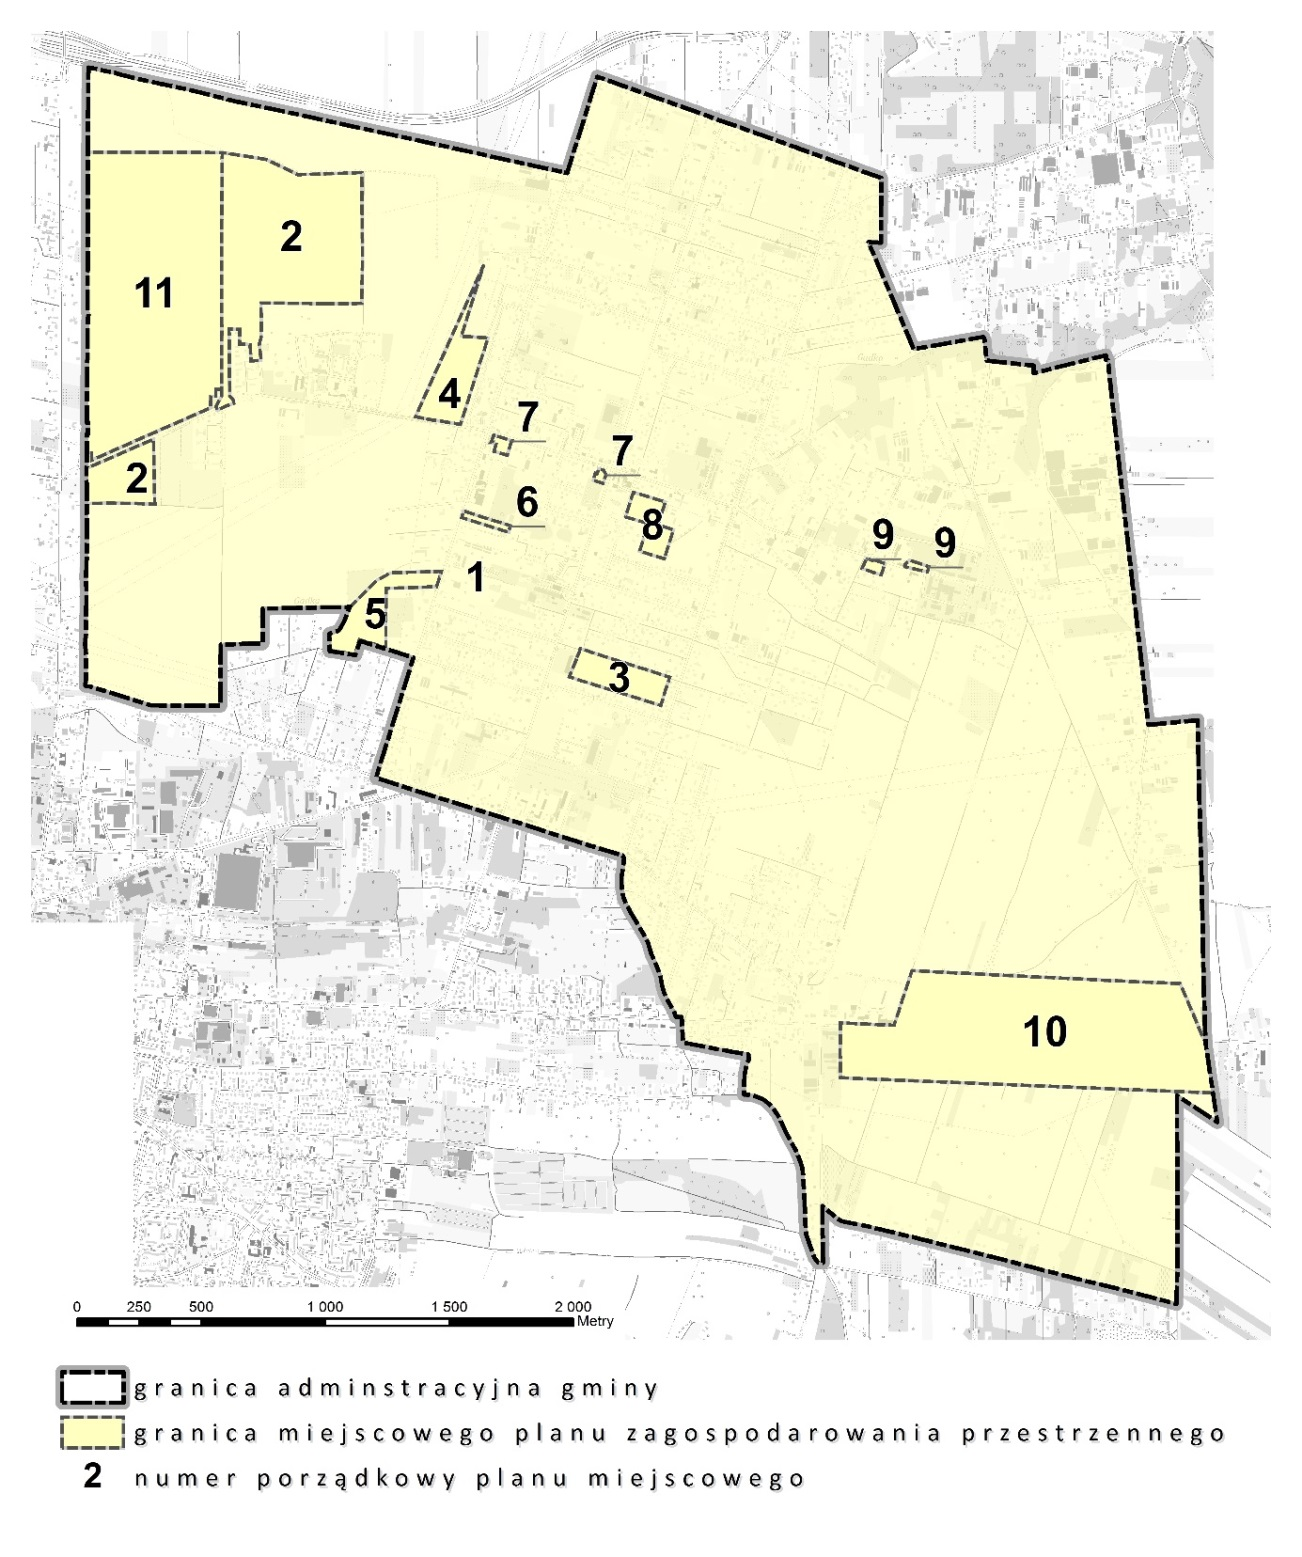 2
11
4
7
7
2
6
8
9
9
1
5
3
10
0 250 500 1 000 1 500 2 000
Metry
granica adminstracyjna gminy
granica miejscowego planu zagospodarowania przestrzennego
2 numer porządkowy planu miejscowego